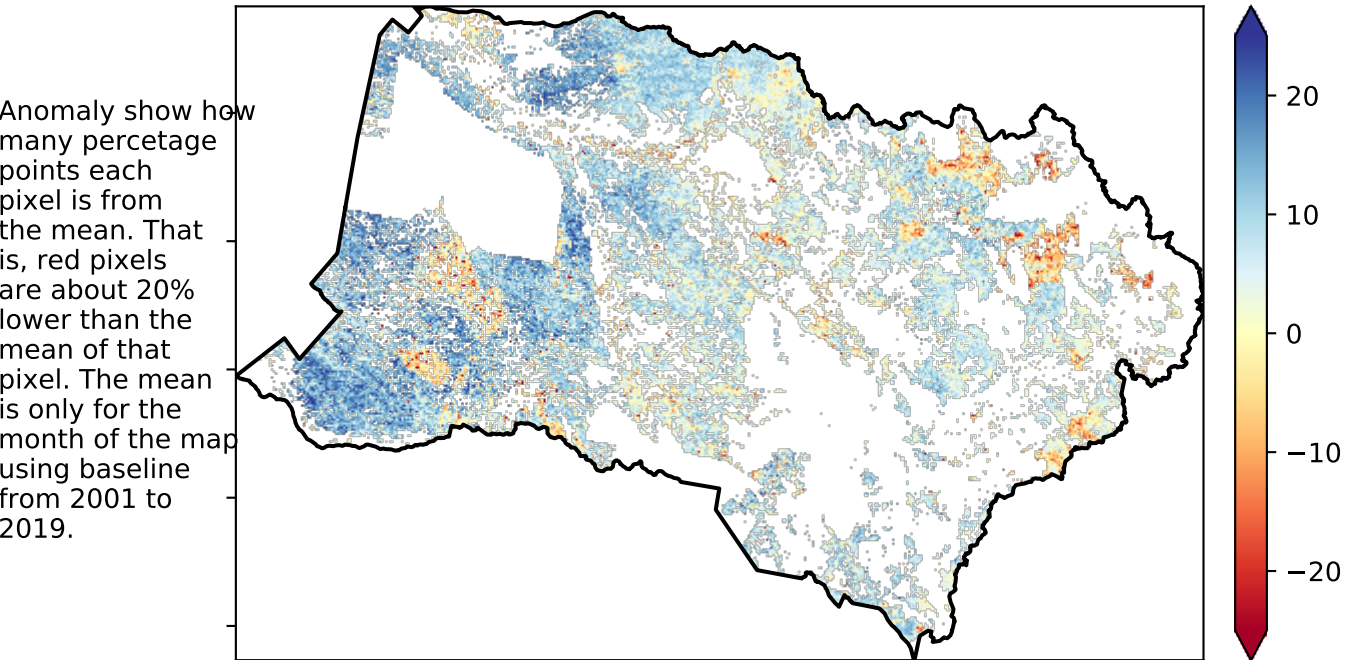 Anomaly show how
many percetage
points each
pixel is from
the mean. That
is, red pixels
are about 20%
lower than the
mean of that
pixel. The mean
is only for the
month of the map
using baseline
from 2001 to
2019.
20
10
0
−10
−20